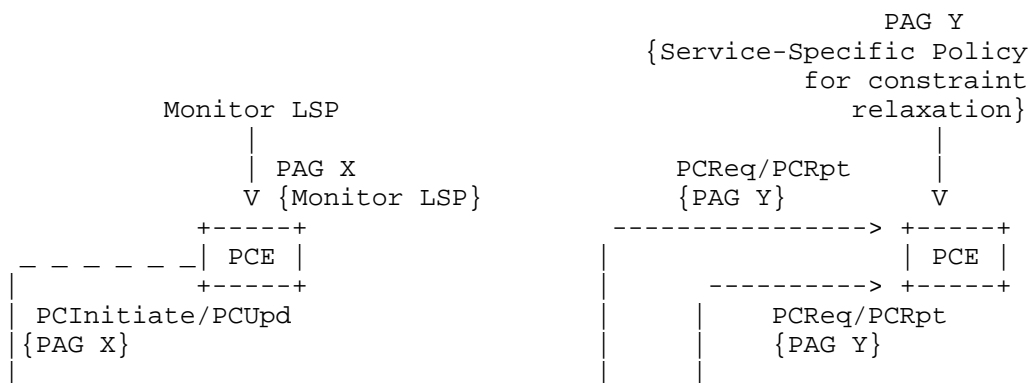 PAG Y
                                                  {Service-Specific Policy
                                                            for constraint
             Monitor LSP                                       relaxation}
                    |                                             |
                    | PAG X                    PCReq/PCRpt        |
                    V {Monitor LSP}            {PAG Y}            V
                +-----+                   ----------------> +-----+
 _ _ _ _ _ _| PCE |                  |                        | PCE |
|               +-----+                  |       ----------> +-----+
| PCInitiate/PCUpd                       |      |    PCReq/PCRpt
|{PAG X}                                 |      |    {PAG Y}
|                                        |      |